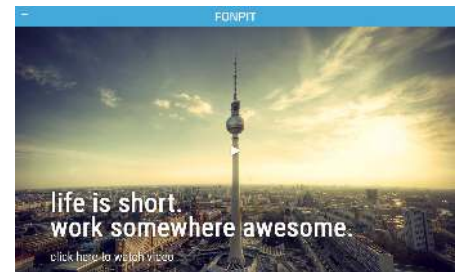 FONPIT
life is short.
work somewhere awesome.
click here to watch video